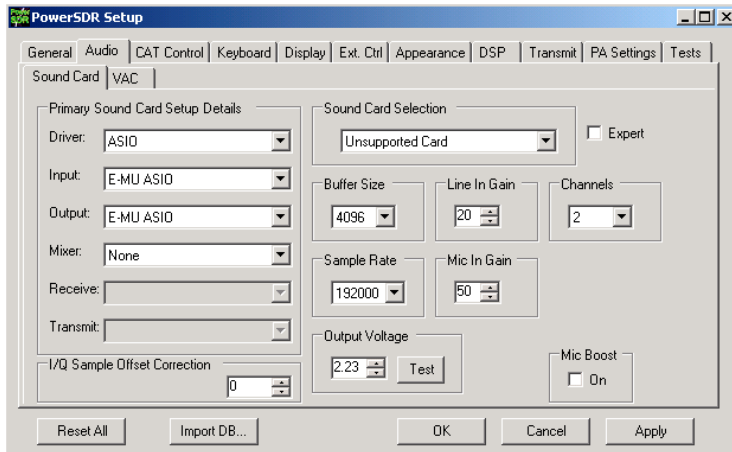 Power SDR PowerSDR Setup
General Audio CAT Control Keyboard Display Ext. Ctrl Appearance DSP Transmit PA Settings Tests
Sound Card VAC
Primary Sound Card Setup Details
Driver: ASIO
Input: E-MU ASIO
Output: E-MU ASIO
Mixer: None
Receive:
Transmit:
I/Q Sample Offset Correction
0
Sound Card Selection
Unsupported Card
Expert
Buffer Size
4096
Line In Gain
20
Channels
2
Sample Rate
192000
Mic In Gain
50
Output Voltage
2.23 Test
Mic Boost
On
Reset All Import DB... OK Cancel Apply